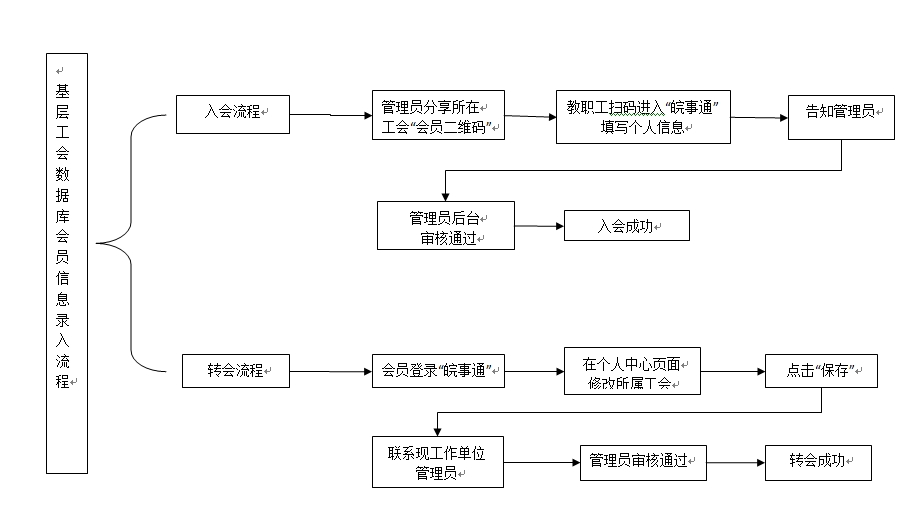 基层工会数据库会员信息录入流程
入会流程
管理员分享所在
工会“会员二维码”
教职工扫码进入“皖事通”
填写个人信息
告知管理员
管理员后台
审核通过
入会成功
转会流程
会员登录“皖事通”
在个人中心页面
修改所属工会
点击“保存”
联系现工作单位
管理员
管理员审核通过
转会成功